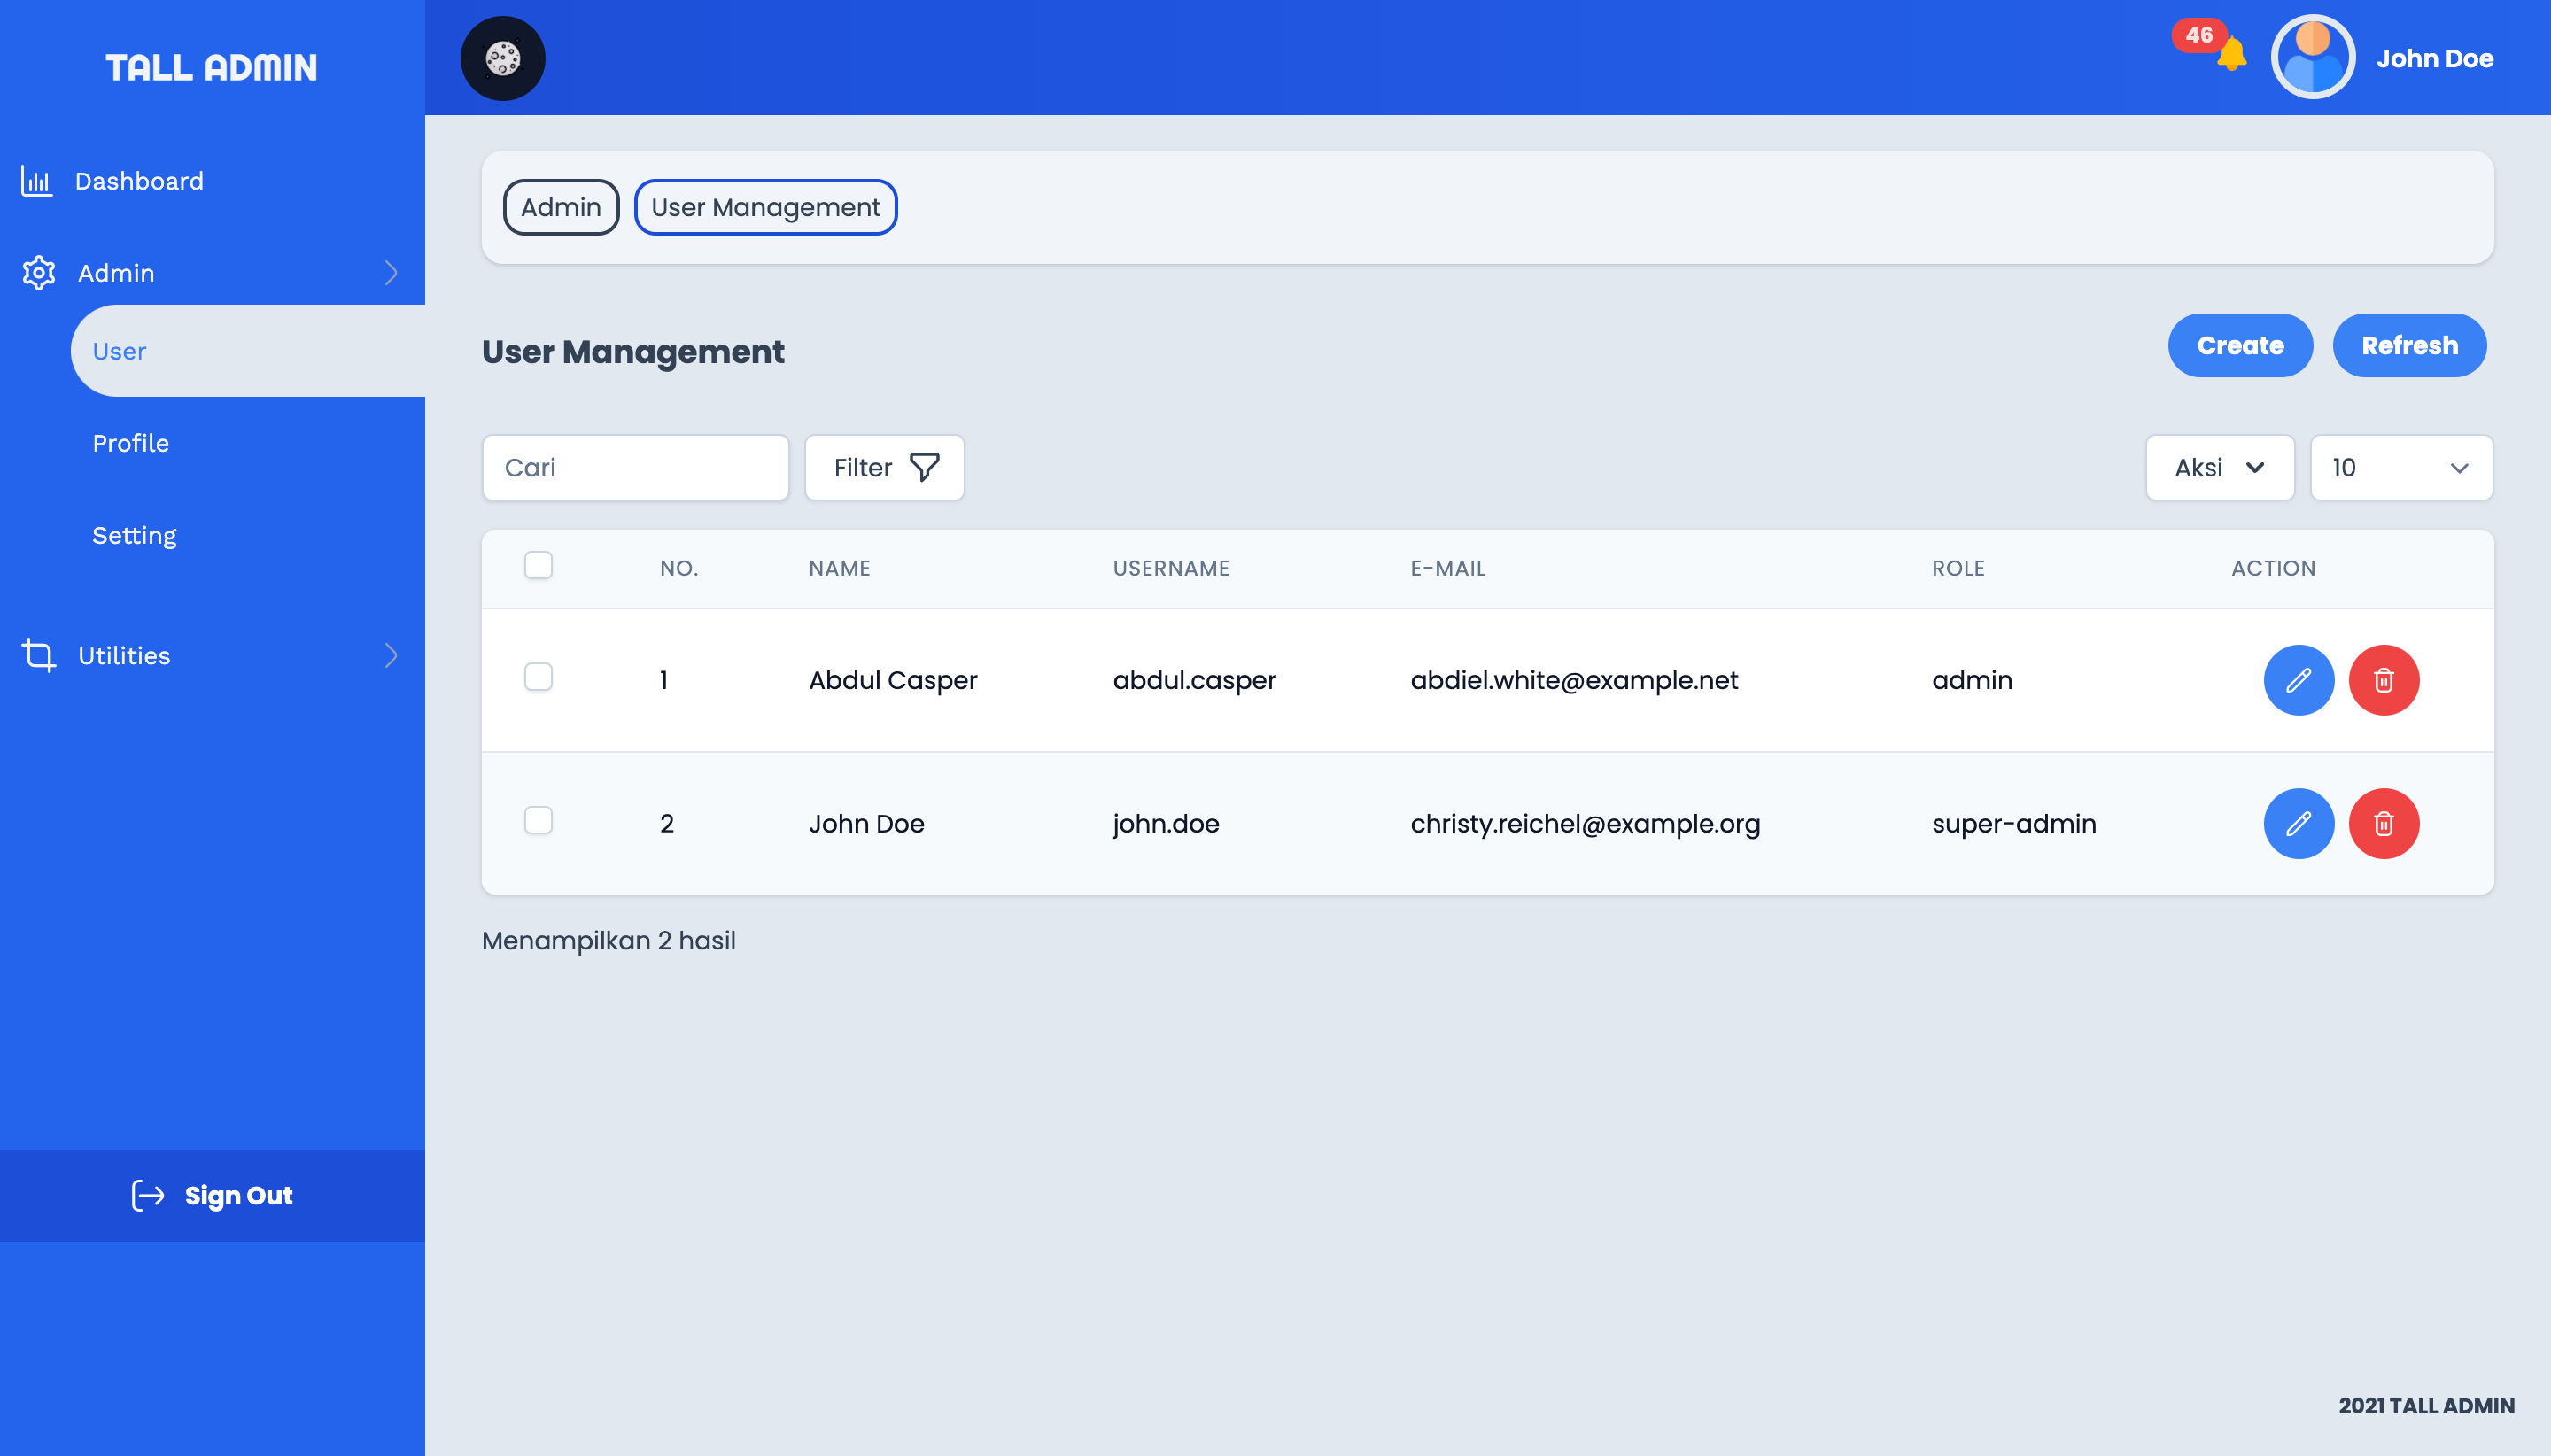 TALL ADMIN
46
John Doe
Dashboard
Admin
User
Profile
Setting
Utilities
Sign Out
Admin
User Management
User Management
Create
Refresh
Cari
Filter
Aksi
10
NO. NAME USERNAME E-MAIL ROLE ACTION
1 Abdul Casper abdul.casper abdiel.white@example.net admin
2 John Doe john.doe christy.reichel@example.org super-admin
Menampilkan 2 hasil
2021 TALL ADMIN